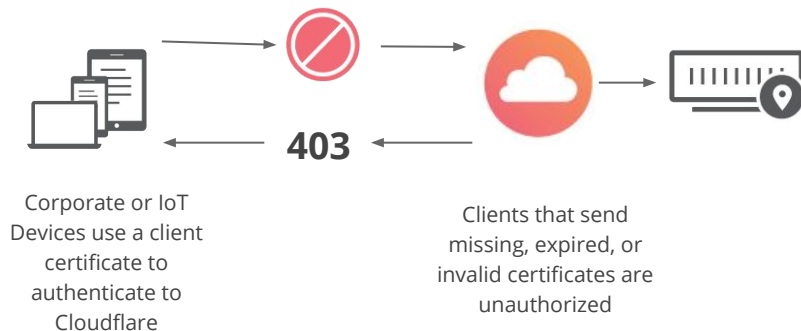 403
Corporate or IoT
Devices use a client
certificate to
authenticate to
Cloudflare
Clients that send
missing, expired, or
invalid certificates are
unauthorized